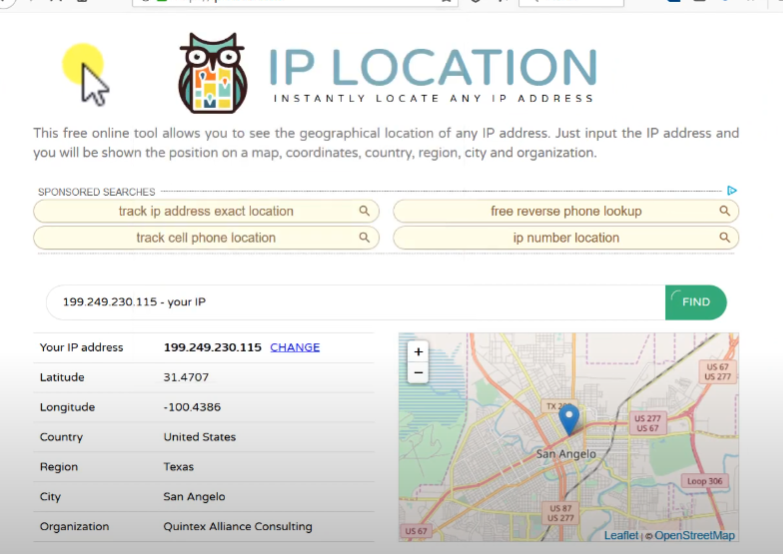 IP LOCATION
INSTANTLY LOCATE ANY IP ADDRESS
This free online tool allows you to see the geographical location of any IP address. Just input the IP address and
you will be shown the position on a map, coordinates, country, region, city and organization.
SPONSORED SEARCHES
track ip address exact location
free reverse phone lookup
track cell phone location
ip number location
199.249.230.115 - your IP
FIND
Your IP address 199.249.230.115 CHANGE
Latitude 31.4707
Longitude -100.4386
Country United States
Region Texas
City San Angelo
Organization Quintex Alliance Consulting
+
−
US 67
US 277
US 277
US 67
San Angelo
Loop 306
US 87
US 277
US 67
Leaflet | © OpenStreetMap